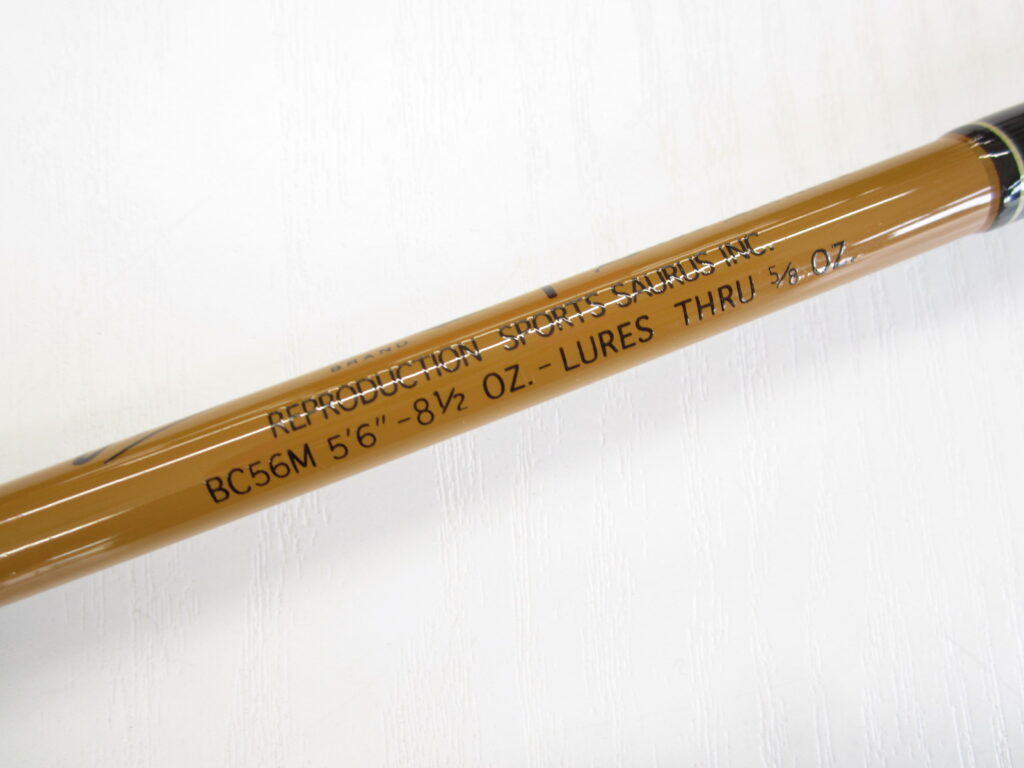 BRAND
REPRODUCTION SPORTS SAURUS INC.
BC56M 5'6" - 8½ OZ. - LURES THRU ⅝ OZ.